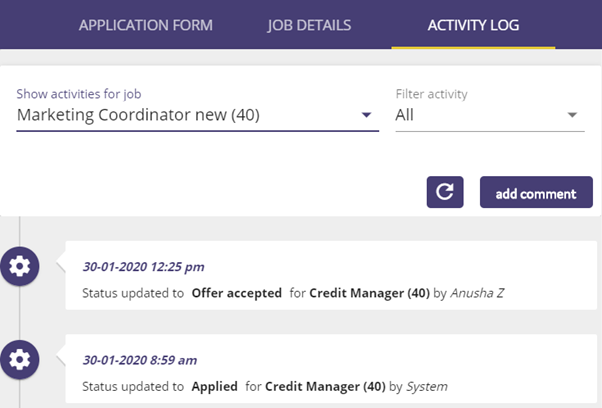 APPLICATION FORM JOB DETAILS ACTIVITY LOG
Show activities for job Filter activity
Marketing Coordinator new (40) All
add comment
30-01-2020 12:25 pm
Status updated to Offer accepted for Credit Manager (40) by Anusha Z
30-01-2020 8:59 am
Status updated to Applied for Credit Manager (40) by System